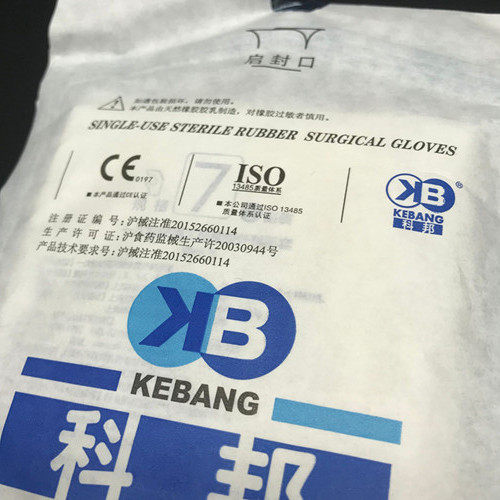 启封口
如遇包装损坏，请勿使用。
本产品由天然橡胶胶乳制造，对橡胶过敏者慎用。
SINGLE-USE STERILE RUBBER SURGICAL GLOVES
CE 0197
■本产品通过CE认证
7
ISO
13485质量体系
■本公司通过ISO 13485
质量体系认证
KB®
KEBANG
科邦
注册证编号：沪械注准20152660114
生产许可证：沪食药监械生产许20030944号
产品技术要求号：沪械注准20152660114
KB
KEBANG
科邦